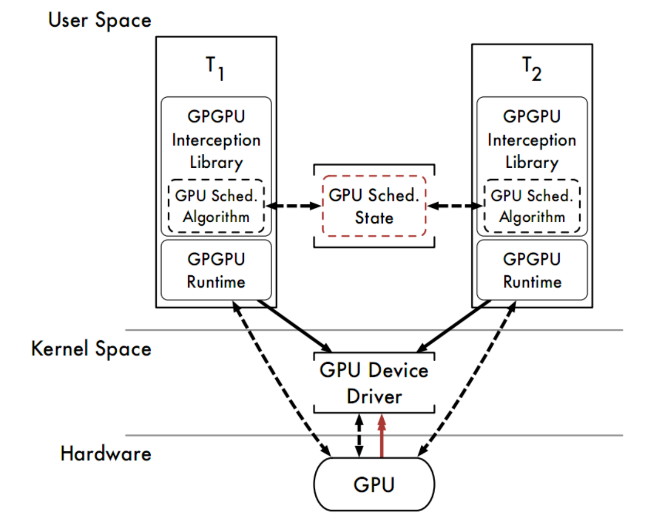 User Space
T1
GPGPU
Interception
Library
GPU Sched.
Algorithm
GPGPU
Runtime
GPU Sched.
State
T2
GPGPU
Interception
Library
GPU Sched.
Algorithm
GPGPU
Runtime
Kernel Space
GPU Device
Driver
Hardware
GPU